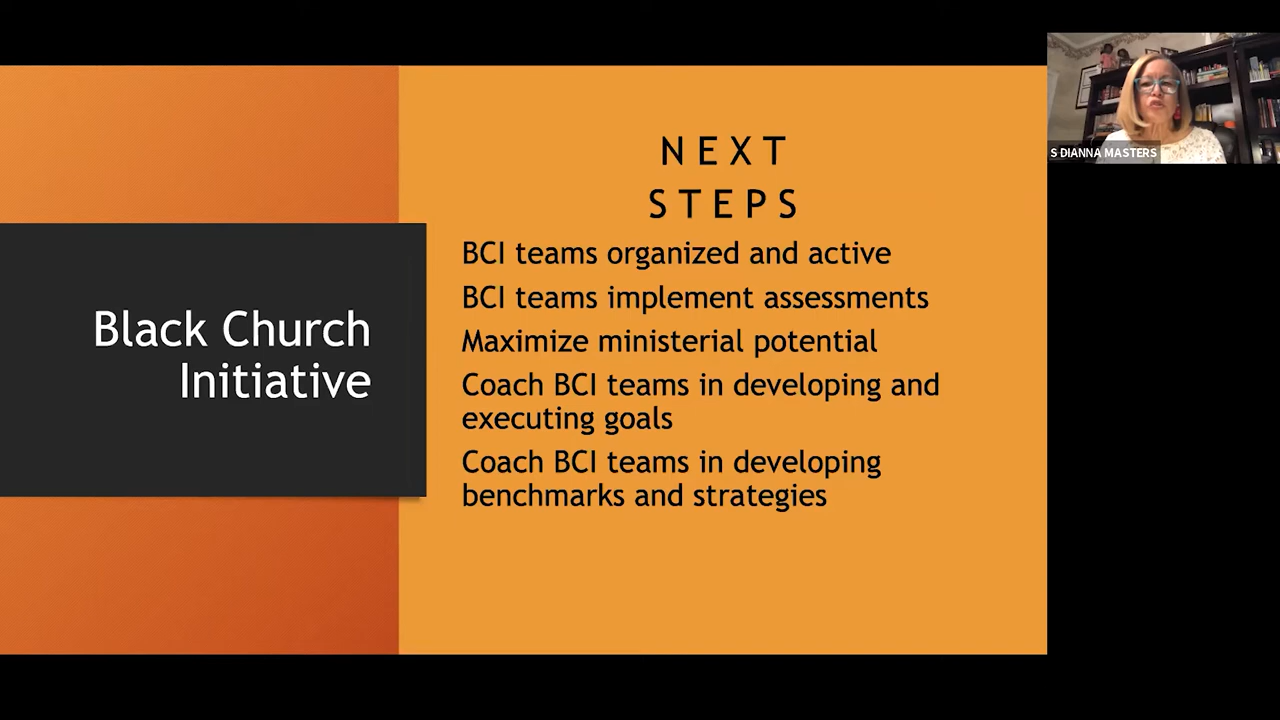 Black Church
Initiative
NEXT
STEPS
BCI teams organized and active
BCI teams implement assessments
Maximize ministerial potential
Coach BCI teams in developing and
executing goals
Coach BCI teams in developing
benchmarks and strategies
S DIANNA MASTERS